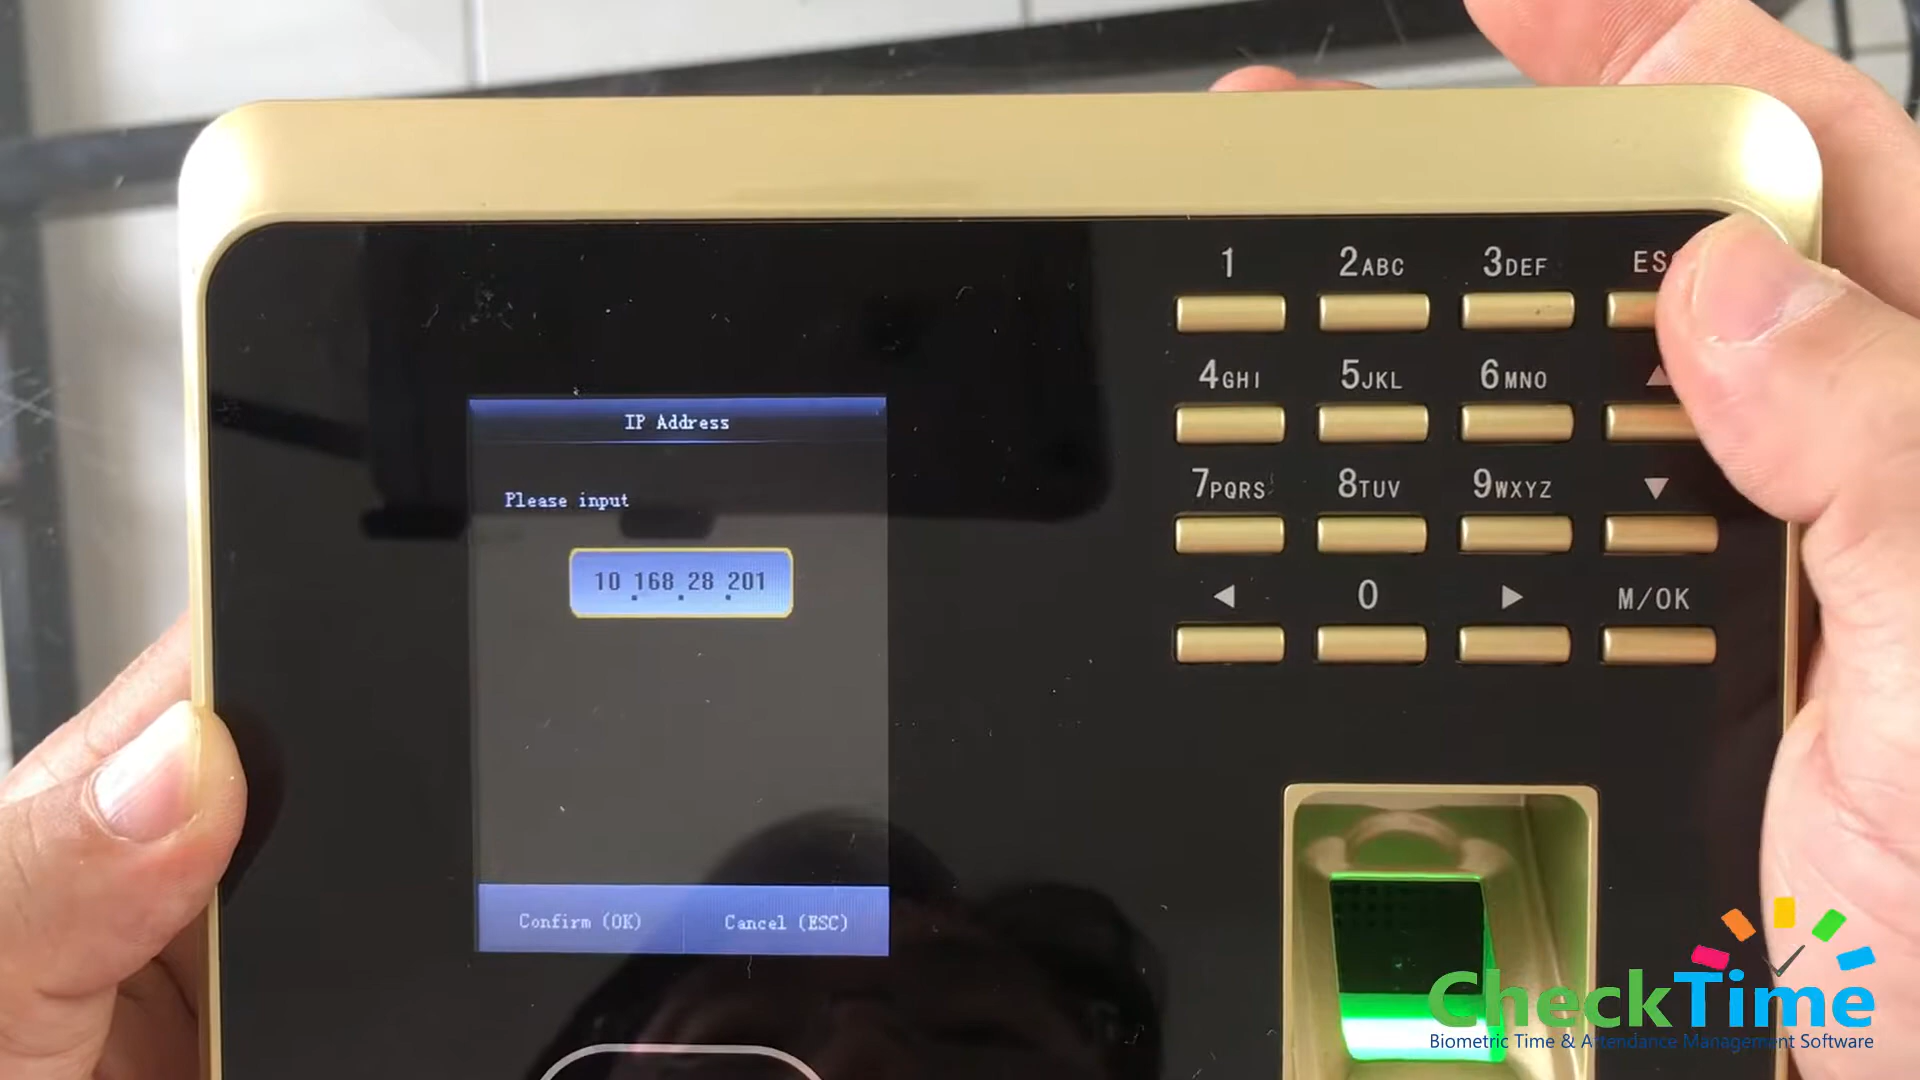 IP Address
Please input
10.168.28.201
Confirm (OK) Cancel (ESC)
1 2ABC 3DEF
4GHI 5JKL 6MNO ▲
7PQRS 8TUV 9WXYZ ▼
◀ 0 ▶ M/OK
CheckTime
Biometric Time & Attendance Management Software